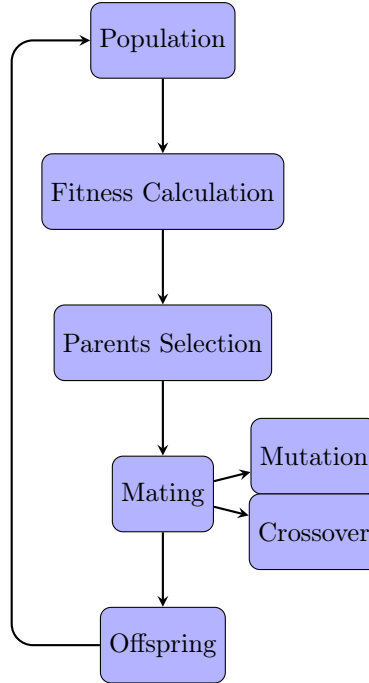 Population
Fitness Calculation
Parents Selection
Mutation
Mating
Crossover
Offspring